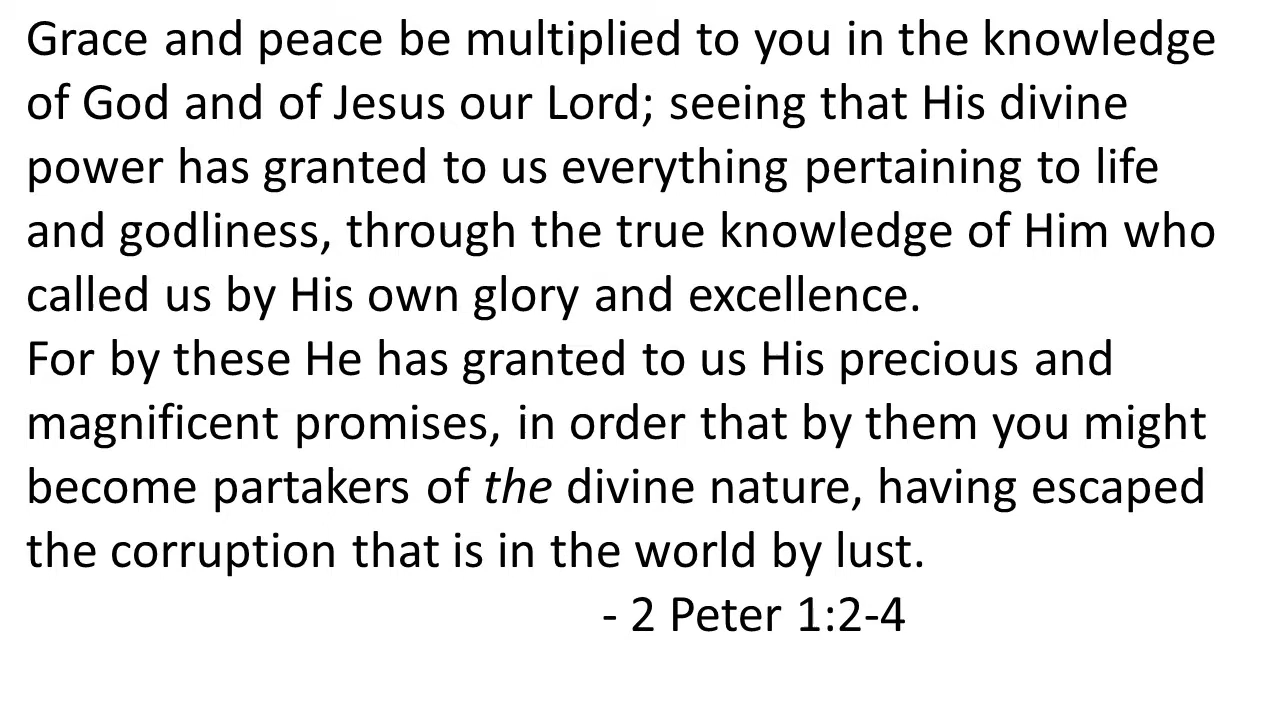 Grace and peace be multiplied to you in the knowledge
of God and of Jesus our Lord; seeing that His divine
power has granted to us everything pertaining to life
and godliness, through the true knowledge of Him who
called us by His own glory and excellence.
For by these He has granted to us His precious and
magnificent promises, in order that by them you might
become partakers of the divine nature, having escaped
the corruption that is in the world by lust.
- 2 Peter 1:2-4